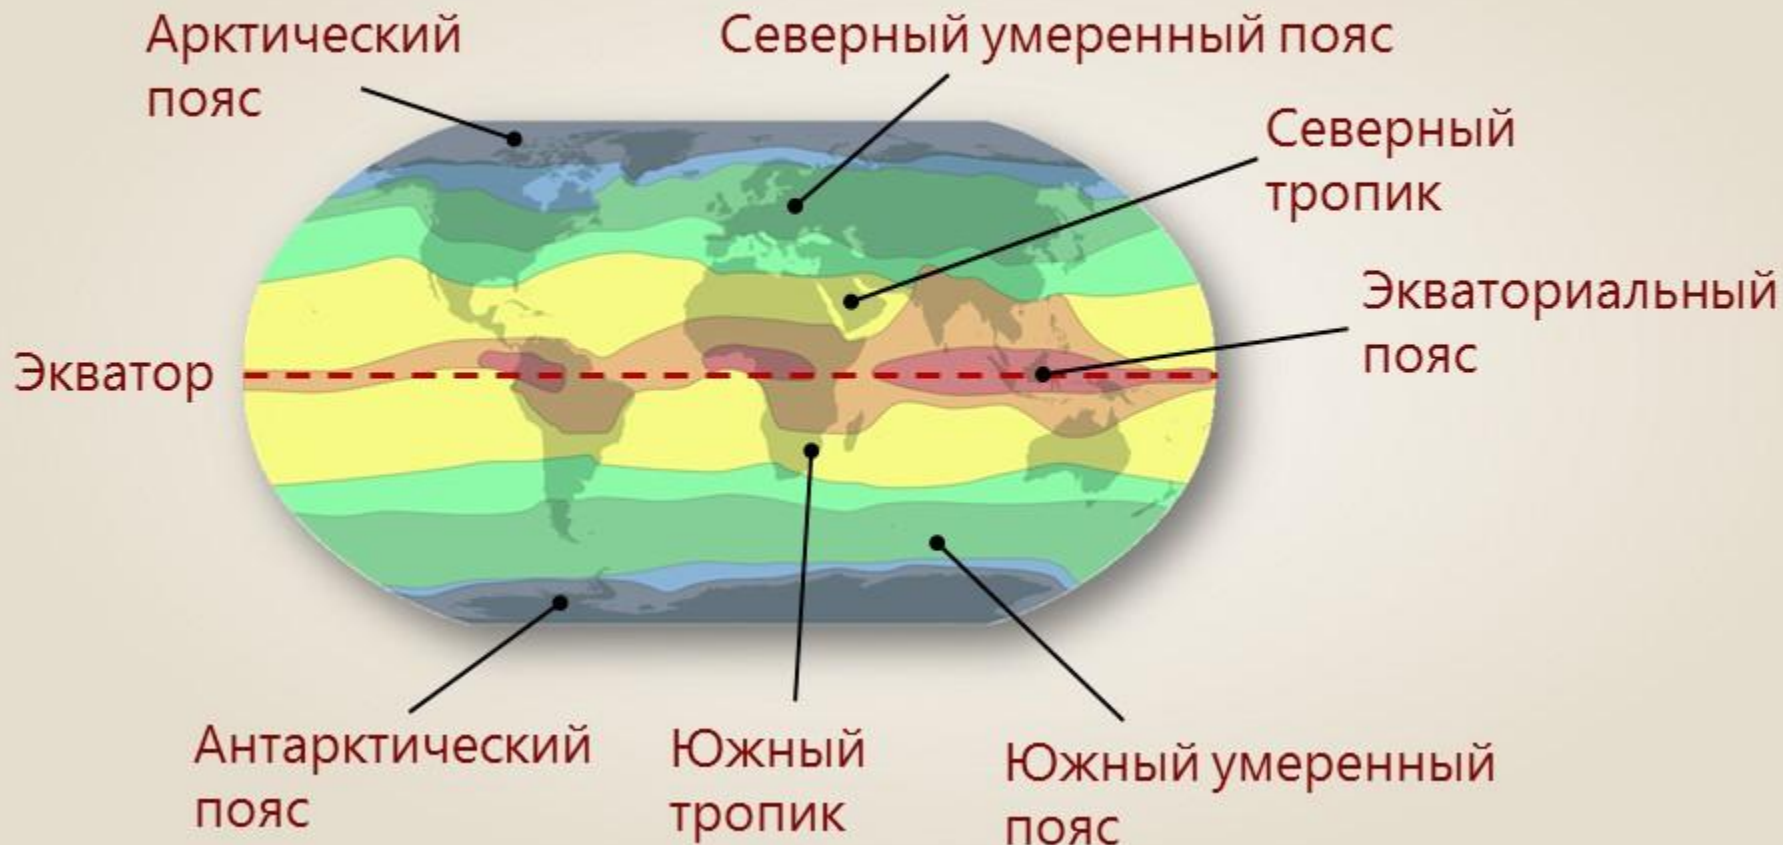 Арктический
пояс
Северный умеренный пояс
Северный
тропик
Экваториальный
пояс
Экватор
Антарктический
пояс
Южный
тропик
Южный умеренный
пояс